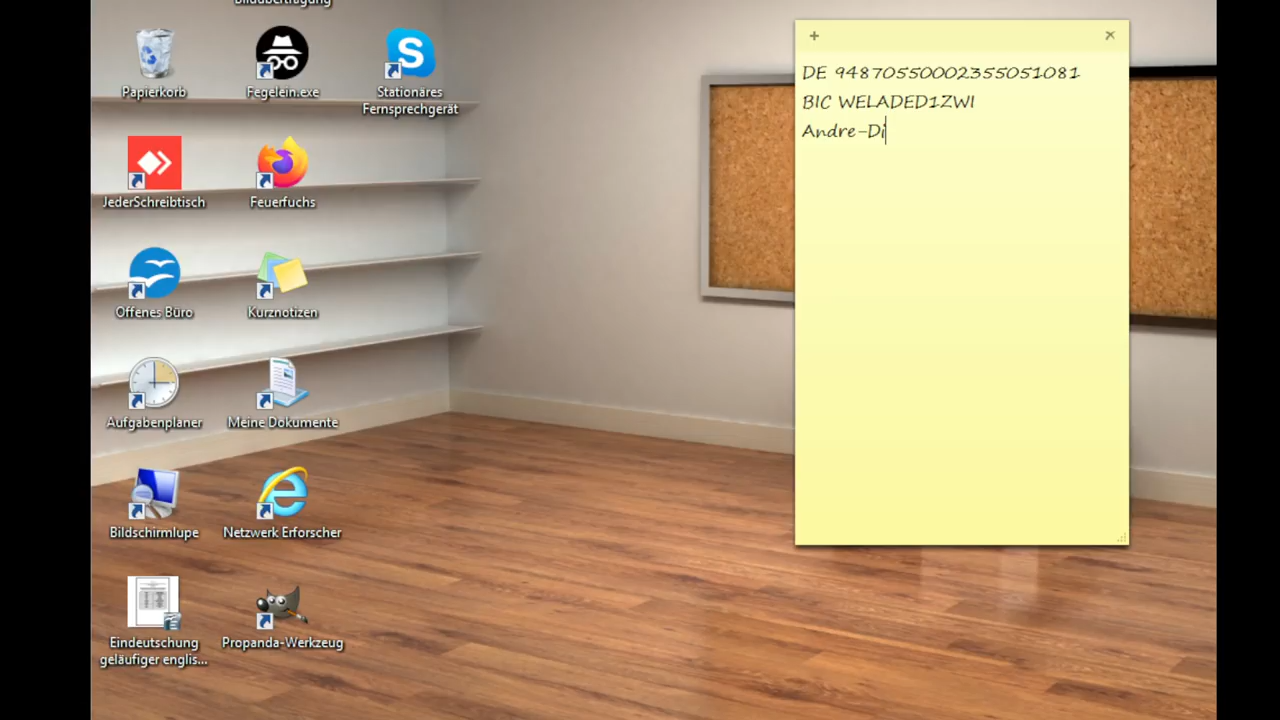 Bildübertragung
Papierkorb
Fegelein.exe
Stationäres
Fernsprechgerät
JederSchreibtisch
Feuerfuchs
Offenes Büro
Kurznotizen
Aufgabenplaner
Meine Dokumente
Bildschirmlupe
Netzwerk Erforscher
Eindeutschung
geläufiger englis...
Propanda-Werkzeug
DE 94870550002355051081
BIC WELADED1ZWI
Andre-Di